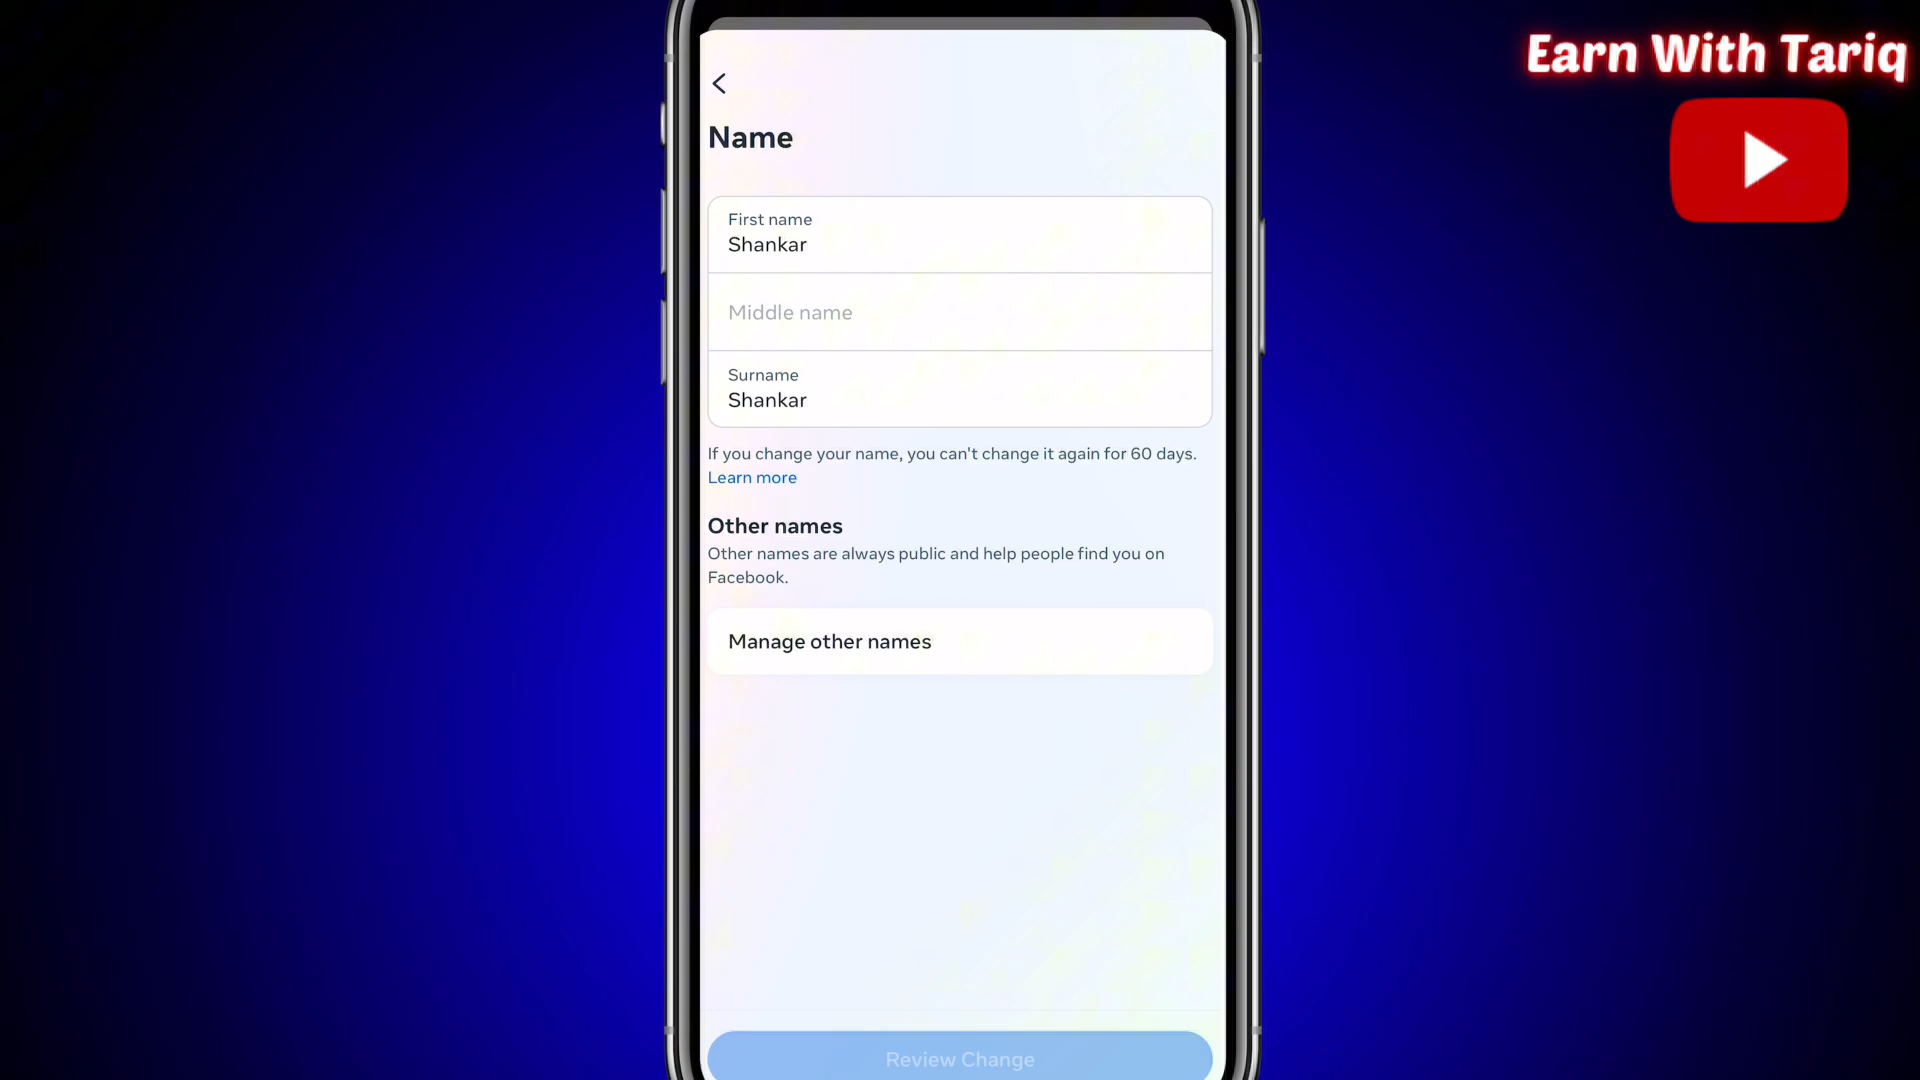 Earn With Tariq
Name
First name
Shankar
Middle name
Surname
Shankar
If you change your name, you can't change it again for 60 days.
Learn more
Other names
Other names are always public and help people find you on
Facebook.
Manage other names
Review Change